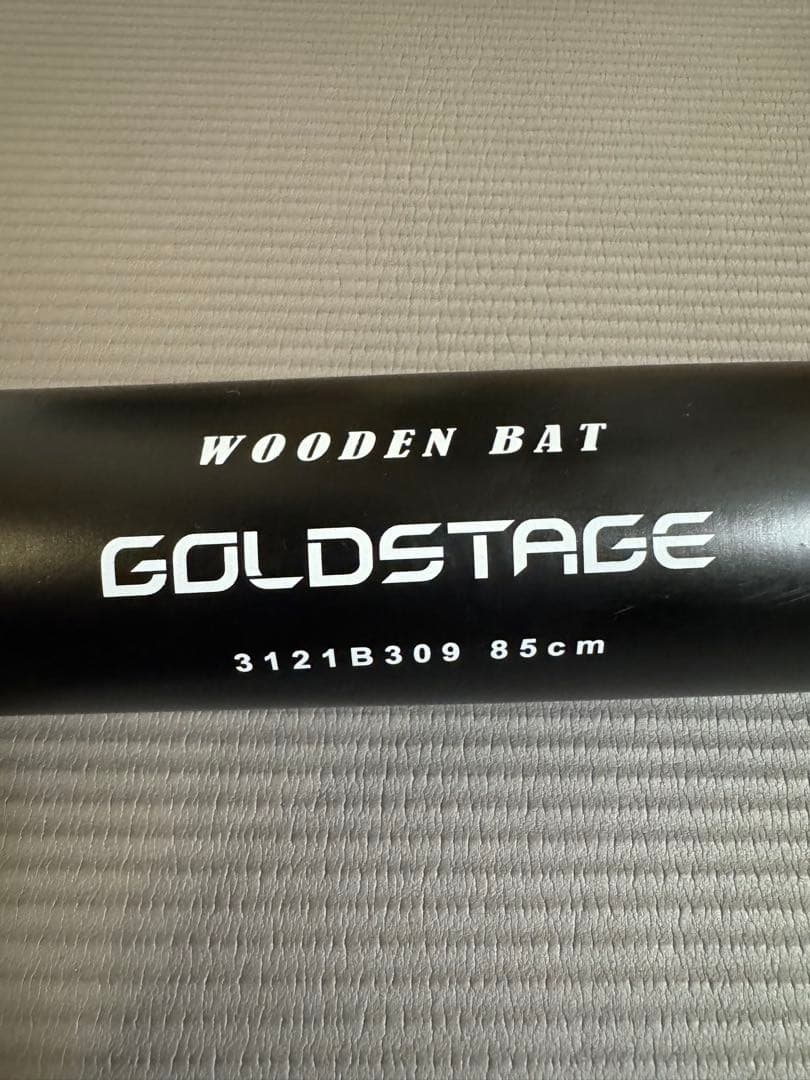 WOODEN BAT
GOLDSTAGE
3121B309 85cm